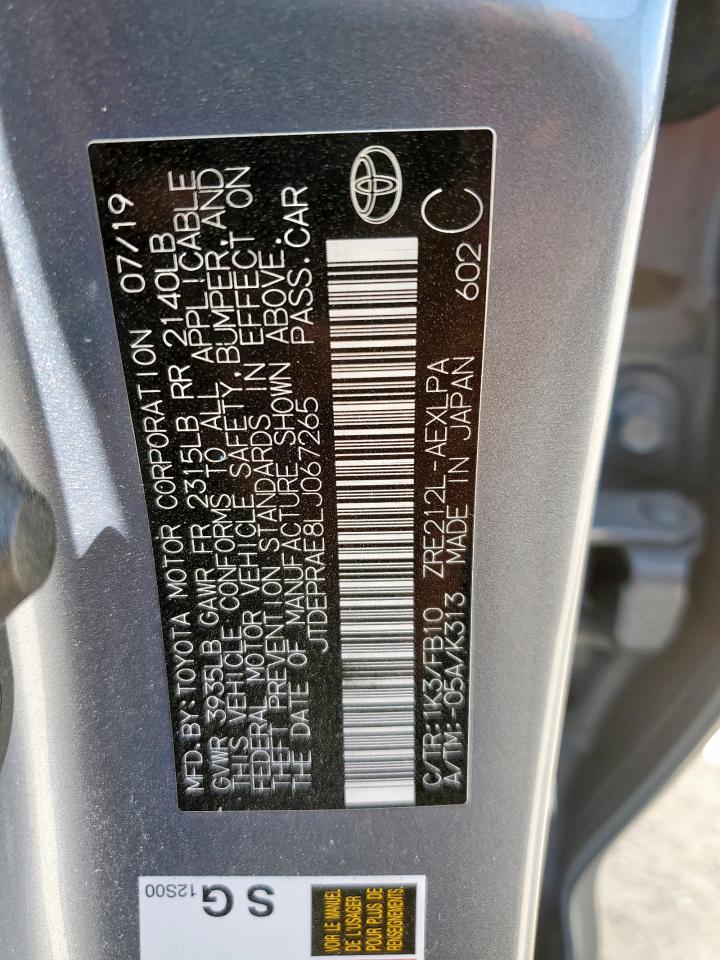 MFD. BY: TOYOTA MOTOR CORPORATION 07/19
GVWR 3935LB GAWR FR 2315LB RR 2140LB
THIS VEHICLE CONFORMS TO ALL APPLICABLE
FEDERAL MOTOR VEHICLE SAFETY, BUMPER, AND
THEFT PREVENTION STANDARDS IN EFFECT ON
THE DATE OF MANUFACTURE SHOWN ABOVE.
JTDEPRAE8LJ067265 PASS. CAR
C/TR: 1K3/FB10 ZRE212L-AEXLPA
A/TM: -05A/K313 MADE IN JAPAN 602
C
S G
12S00
VOIR LE MANUEL
DE L'USAGER
POUR PLUS DE
RENSEIGNEMENTS.